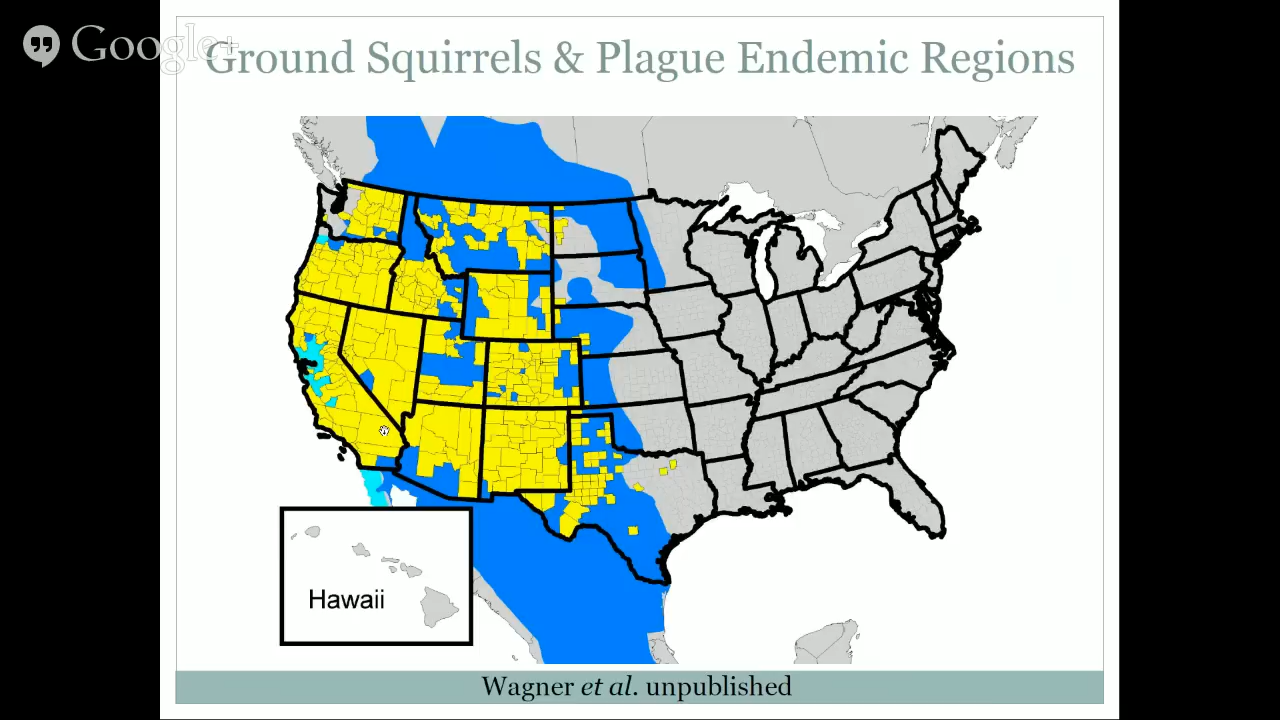 Google+
Ground Squirrels & Plague Endemic Regions
Hawaii
Wagner et al. unpublished